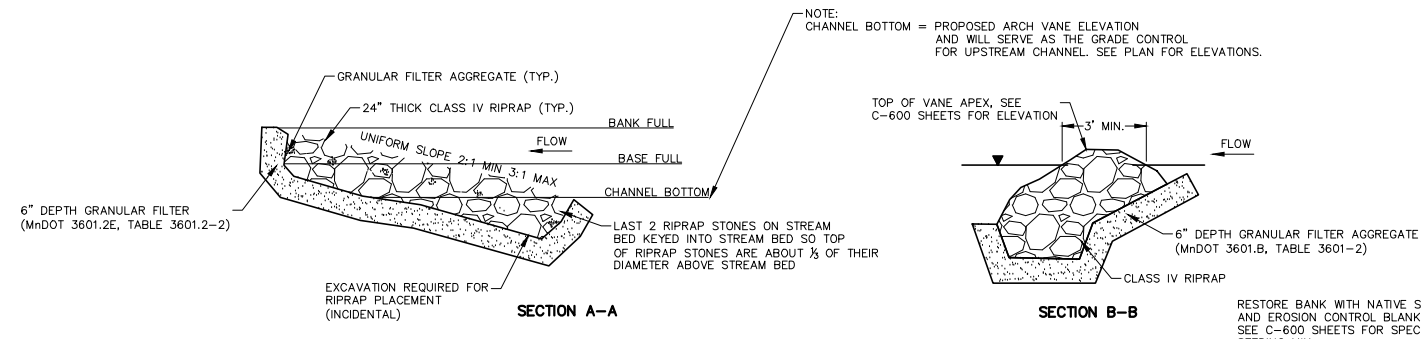 NOTE:
CHANNEL BOTTOM = PROPOSED ARCH VANE ELEVATION
AND WILL SERVE AS THE GRADE CONTROL
FOR UPSTREAM CHANNEL. SEE PLAN FOR ELEVATIONS.
GRANULAR FILTER AGGREGATE (TYP.)
24" THICK CLASS IV RIPRAP (TYP.)
BANK FULL
UNIFORM SLOPE 2:1 MIN 3:1 MAX
FLOW
BASE FULL
CHANNEL BOTTOM
6" DEPTH GRANULAR FILTER
(MnDOT 3601.2E, TABLE 3601.2-2)
LAST 2 RIPRAP STONES ON STREAM
BED KEYED INTO STREAM BED SO TOP
OF RIPRAP STONES ARE ABOUT ⅓ OF THEIR
DIAMETER ABOVE STREAM BED
EXCAVATION REQUIRED FOR
RIPRAP PLACEMENT
(INCIDENTAL)
SECTION A-A
TOP OF VANE APEX, SEE
C-600 SHEETS FOR ELEVATION
3' MIN.
FLOW
6" DEPTH GRANULAR FILTER AGGREGATE
(MnDOT 3601.B, TABLE 3601-2)
CLASS IV RIPRAP
SECTION B-B
RESTORE BANK WITH NATIVE S
AND EROSION CONTROL BLANK
SEE C-600 SHEETS FOR SPEC